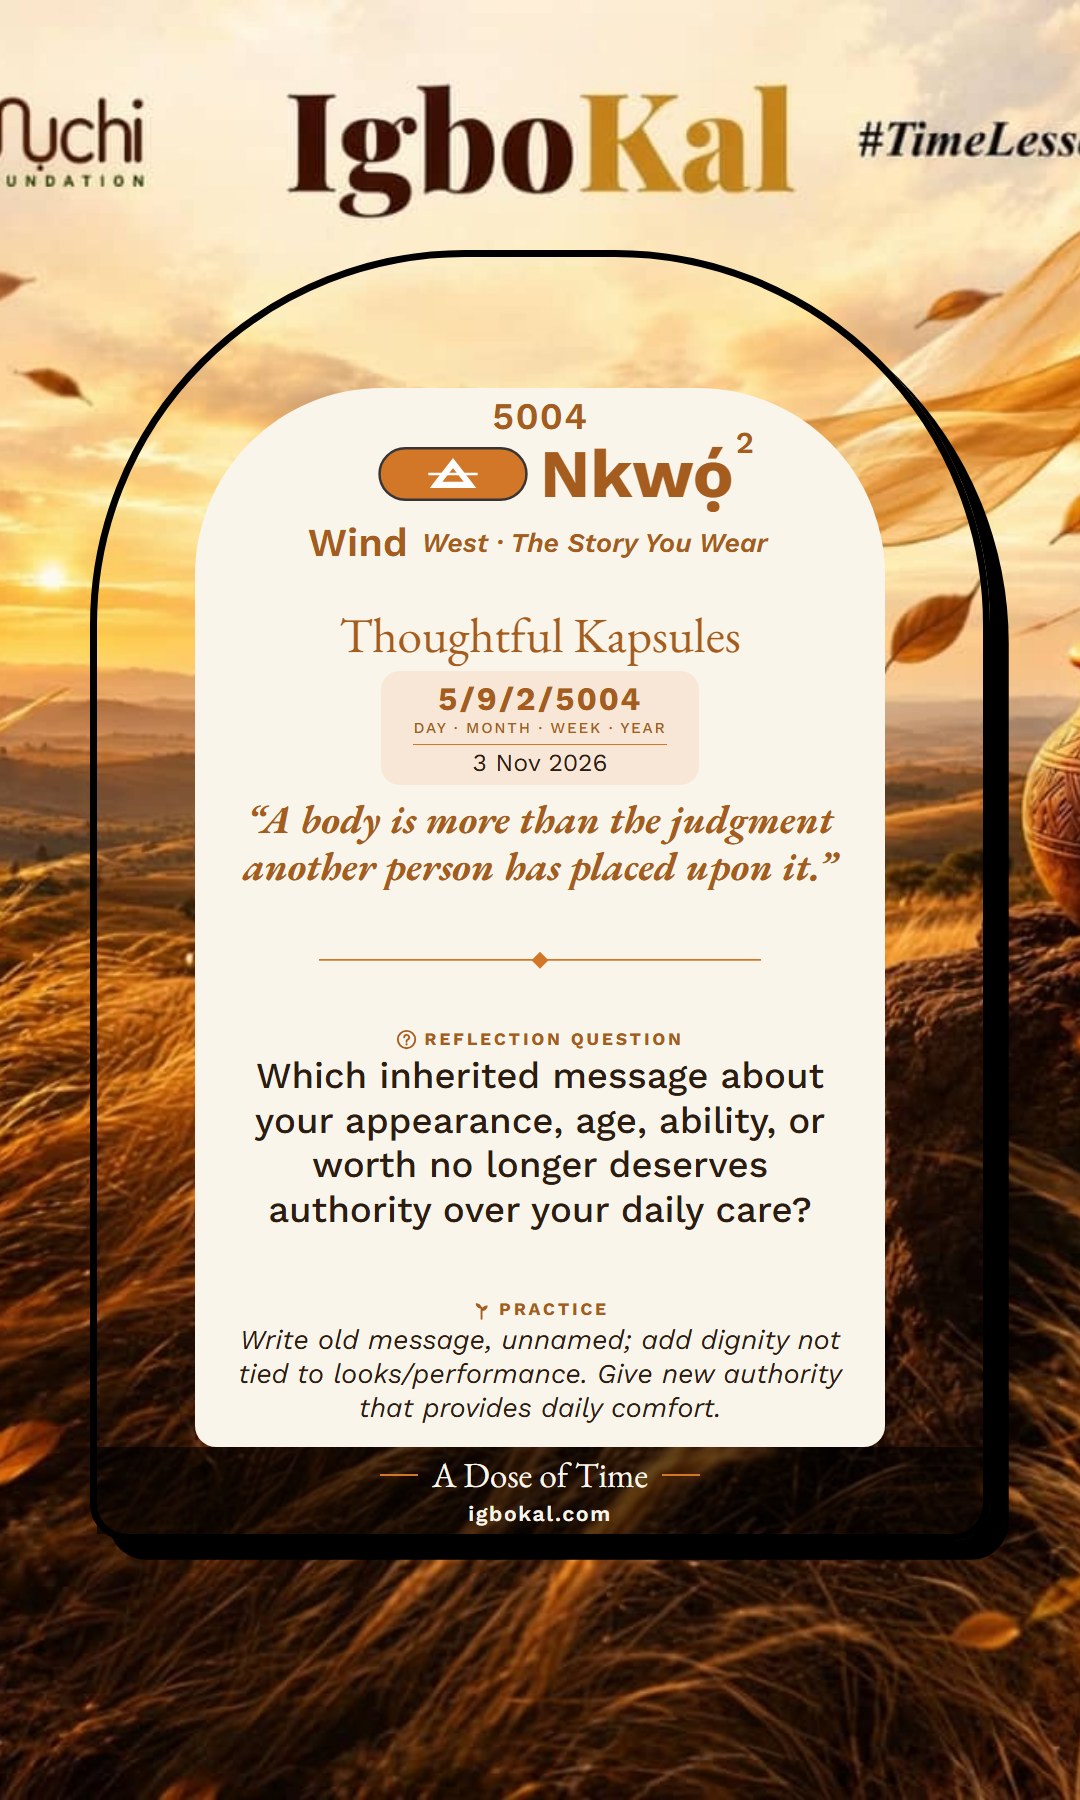 ụchi
UNDATION
IgboKal
#TimeLess
5004
Nkwọ́ 2
Wind West · The Story You Wear
Thoughtful Kapsules
5/9/2/5004
DAY · MONTH · WEEK · YEAR
3 Nov 2026
“A body is more than the judgment
another person has placed upon it.”
REFLECTION QUESTION
Which inherited message about
your appearance, age, ability, or
worth no longer deserves
authority over your daily care?
PRACTICE
Write old message, unnamed; add dignity not
tied to looks/performance. Give new authority
that provides daily comfort.
A Dose of Time
igbokal.com